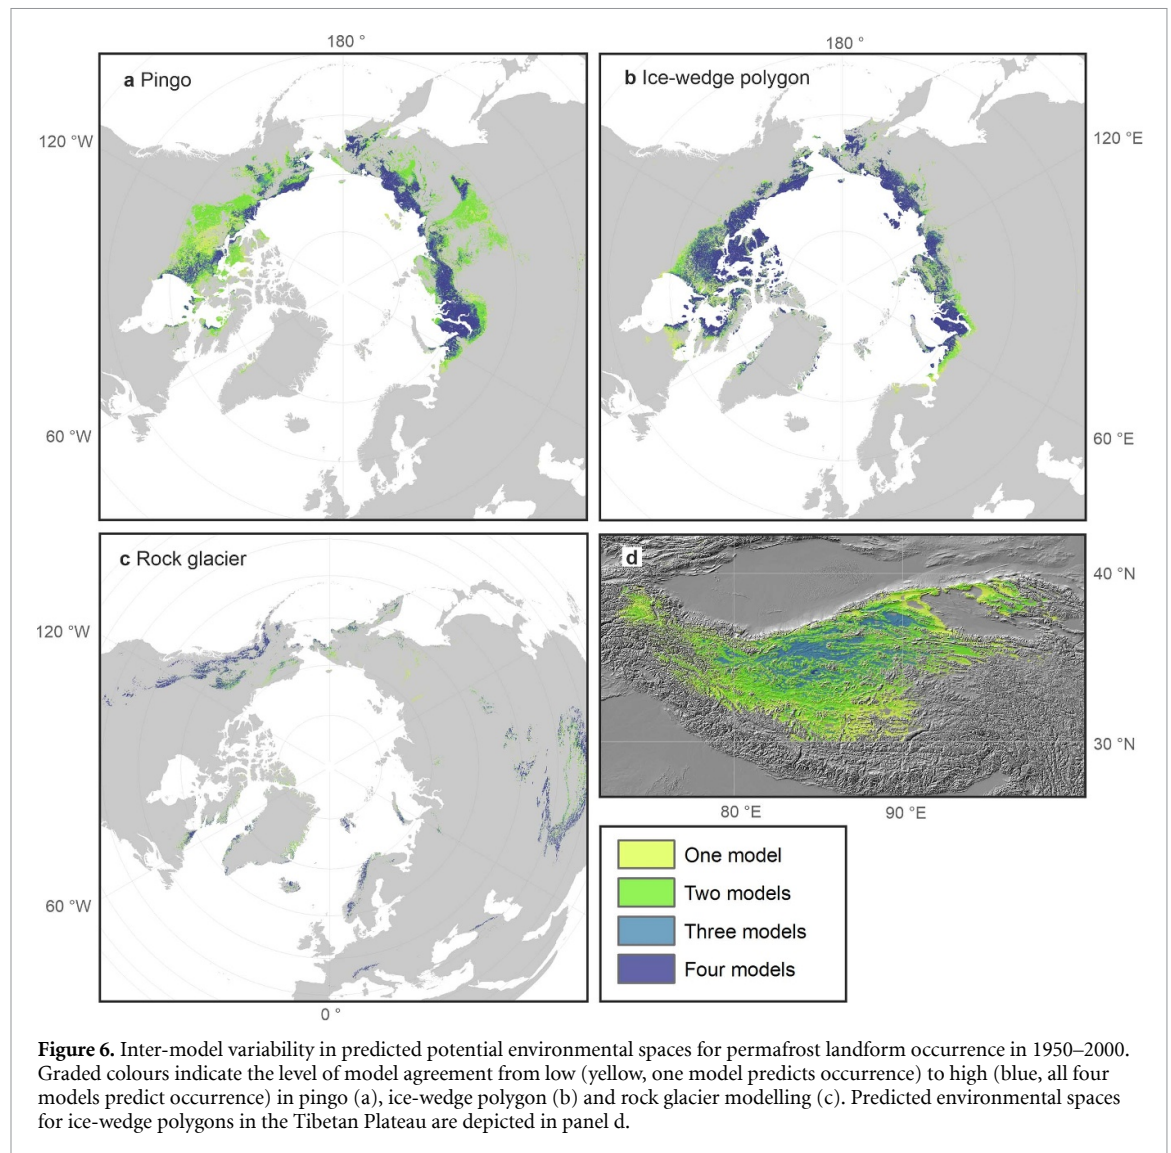 180 °
180 °
a Pingo
b Ice-wedge polygon
120 °W
120 °E
60 °W
60 °E
c Rock glacier
d
40 °N
120 °W
30 °N
80 °E
90 °E
One model
Two models
60 °W
Three models
Four models
0 °
Figure 6. Inter-model variability in predicted potential environmental spaces for permafrost landform occurrence in 1950–2000.
Graded colours indicate the level of model agreement from low (yellow, one model predicts occurrence) to high (blue, all four
models predict occurrence) in pingo (a), ice-wedge polygon (b) and rock glacier modelling (c). Predicted environmental spaces
for ice-wedge polygons in the Tibetan Plateau are depicted in panel d.